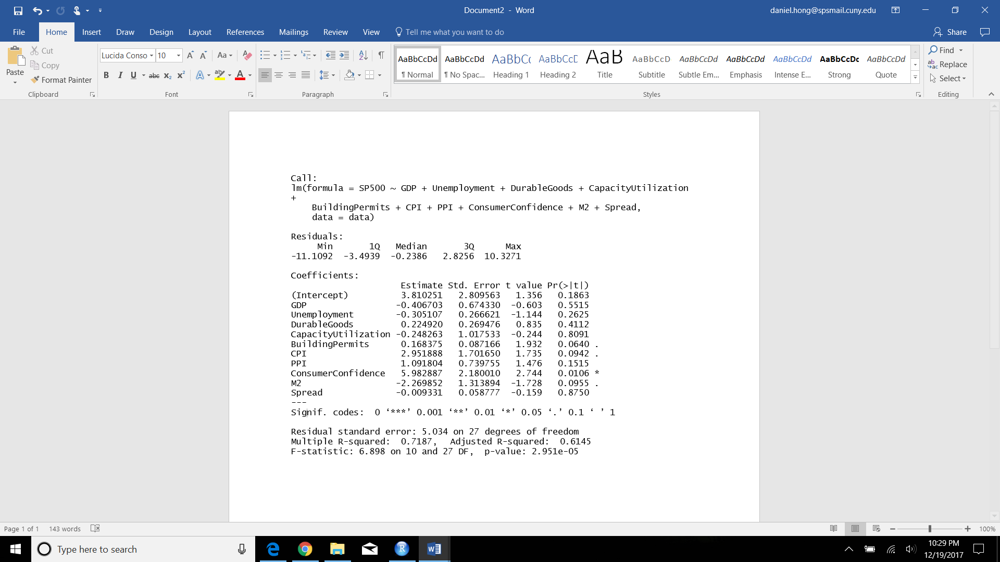 Document2 - Word
daniel.hong@spsmail.cuny.edu
File Home Insert Draw Design Layout References Mailings Review View Tell me what you want to do Share
Paste
Cut
Copy
Format Painter
Clipboard
Lucida Conso 10
Aa
B I U abc x₂ x² A ab A
Font
Paragraph
AaBbCcDd AaBbCcDd AaBbCc AaBbCcD AaB AaBbCcD AaBbCcDd AaBbCcDd AaBbCcDd AaBbCcDc AaBbCcDd
¶ Normal ¶ No Spac... Heading 1 Heading 2 Title Subtitle Subtle Em... Emphasis Intense E... Strong Quote
Styles
Find
Replace
Select
Editing
Call:
lm(formula = SP500 ~ GDP + Unemployment + DurableGoods + CapacityUtilization
+
BuildingPermits + CPI + PPI + ConsumerConfidence + M2 + Spread,
data = data)
Residuals:
Min 1Q Median 3Q Max
-11.1092 -3.4939 -0.2386 2.8256 10.3271
Coefficients:
Estimate Std. Error t value Pr(>|t|)
(Intercept) 3.810251 2.809563 1.356 0.1863
GDP -0.406703 0.674330 -0.603 0.5515
Unemployment -0.305107 0.266621 -1.144 0.2625
DurableGoods 0.224920 0.269476 0.835 0.4112
CapacityUtilization -0.248263 1.017533 -0.244 0.8091
BuildingPermits 0.168375 0.087166 1.932 0.0640 .
CPI 2.951888 1.701650 1.735 0.0942 .
PPI 1.091804 0.739755 1.476 0.1515
ConsumerConfidence 5.982887 2.180010 2.744 0.0106 *
M2 -2.269852 1.313894 -1.728 0.0955 .
Spread -0.009331 0.058777 -0.159 0.8750
---
Signif. codes: 0 ‘***’ 0.001 ‘**’ 0.01 ‘*’ 0.05 ‘.’ 0.1 ‘ ’ 1
Residual standard error: 5.034 on 27 degrees of freedom
Multiple R-squared: 0.7187, Adjusted R-squared: 0.6145
F-statistic: 6.898 on 10 and 27 DF, p-value: 2.951e-05
Page 1 of 1 143 words
100%
Type here to search
10:29 PM
12/19/2017